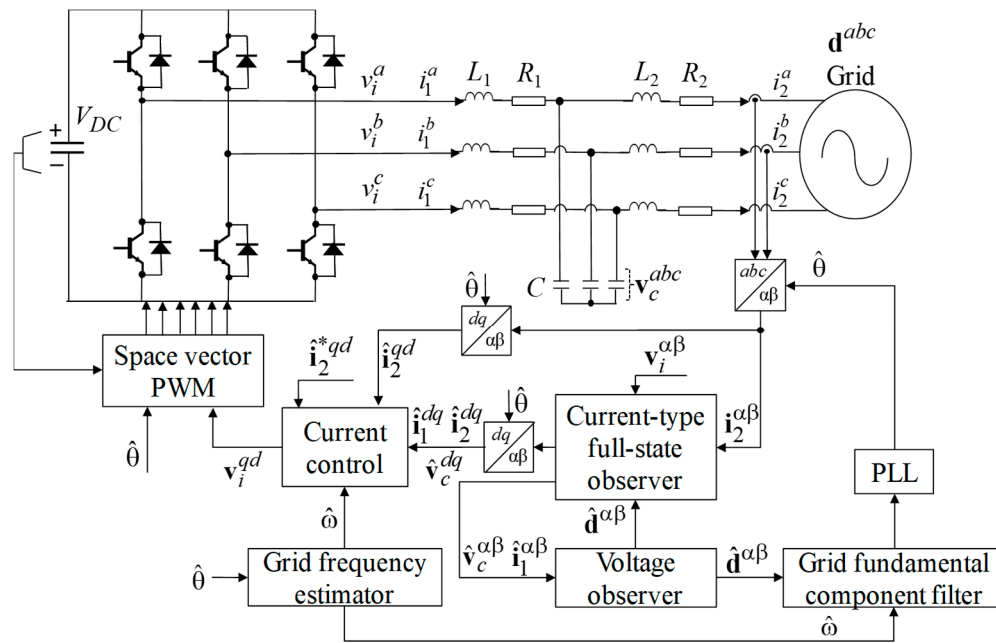 d^{abc}
Grid
V_{DC}
+
−
v_i^a
i_1^a
L_1
R_1
L_2
R_2
i_2^a
v_i^b
i_1^b
i_2^b
v_i^c
i_1^c
i_2^c
C
v_c^{abc}
abc
αβ
θ̂
θ̂
dq
αβ
Space vector
PWM
î_2^{*qd}
î_2^{qd}
v_i^{αβ}
Current
control
î_1^{dq} î_2^{dq}
v̂_c^{dq}
θ̂
dq
αβ
Current-type
full-state
observer
i_2^{αβ}
PLL
θ̂
v_i^{qd}
ω̂
d̂^{αβ}
v̂_c^{αβ} î_1^{αβ}
θ̂
Grid frequency
estimator
Voltage
observer
d̂^{αβ}
Grid fundamental
component filter
ω̂